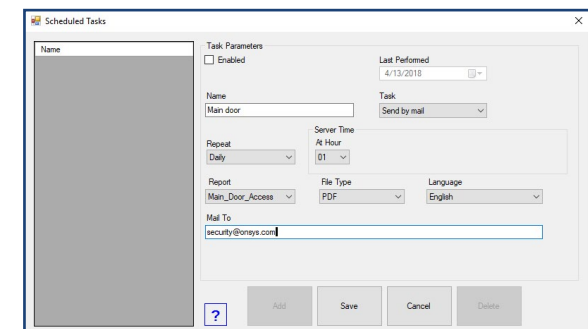 Scheduled Tasks
Name
Task Parameters
Enabled
Last Performed
4/13/2018
Name
Task
Main door
Send by mail
Server Time
Repeat
At Hour
Daily
01
Report
File Type
Language
Main_Door_Access
PDF
English
Mail To
security@onsys.com
?
Add
Save
Cancel
Delete